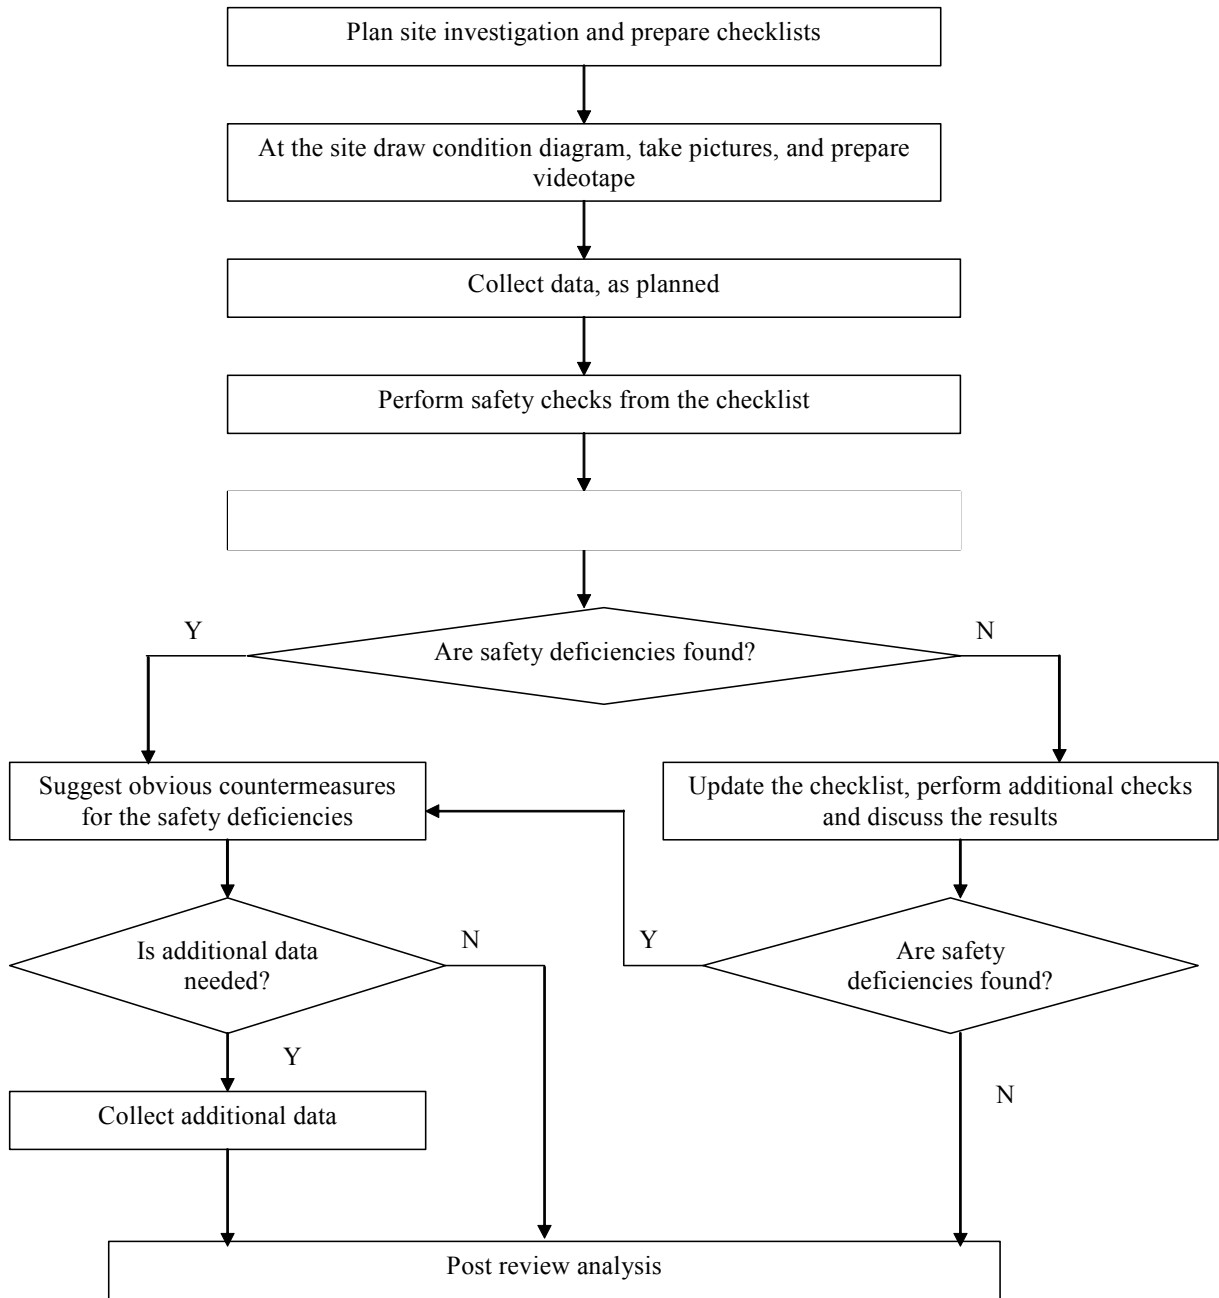 Plan site investigation and prepare checklists
At the site draw condition diagram, take pictures, and prepare
videotape
Collect data, as planned
Perform safety checks from the checklist
Y
N
Are safety deficiencies found?
Suggest obvious countermeasures
for the safety deficiencies
Update the checklist, perform additional checks
and discuss the results
Is additional data
needed?
N
Y
Are safety
deficiencies found?
Y
N
Collect additional data
Post review analysis